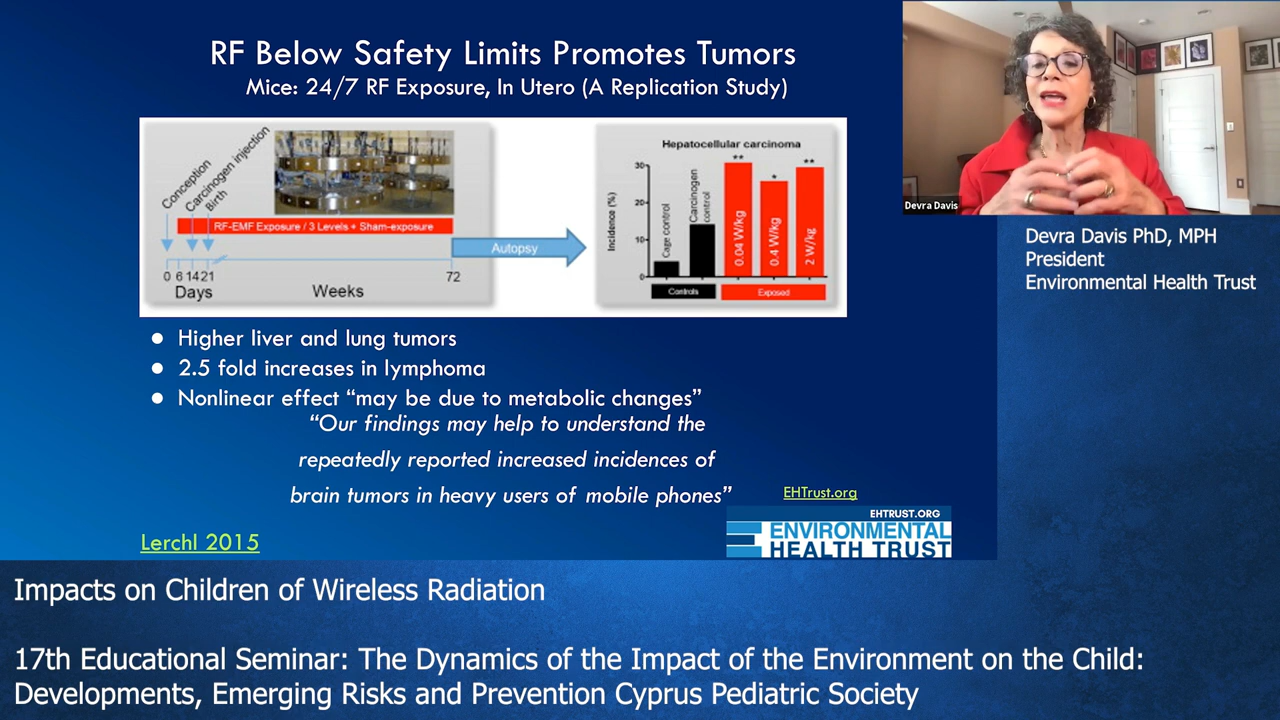 RF Below Safety Limits Promotes Tumors
Mice: 24/7 RF Exposure, In Utero (A Replication Study)
Conception
Carcinogen injection
Birth
RF-EMF Exposure / 3 Levels + Sham-exposure
0 6 14 21
72
Days
Weeks
Autopsy
Hepatocellular carcinoma
Incidence (%)
30
20
10
0
Cage control
Carcinogen control
**
0.04 W/kg
*
0.4 W/kg
**
2 W/kg
Controls
Exposed
● Higher liver and lung tumors
● 2.5 fold increases in lymphoma
● Nonlinear effect “may be due to metabolic changes”
“Our findings may help to understand the
repeatedly reported increased incidences of
brain tumors in heavy users of mobile phones”
EHTrust.org
EHTRUST.ORG
ENVIRONMENTAL
HEALTH TRUST
Lerchl 2015
Devra Davis
Devra Davis PhD, MPH
President
Environmental Health Trust
Impacts on Children of Wireless Radiation
17th Educational Seminar: The Dynamics of the Impact of the Environment on the Child:
Developments, Emerging Risks and Prevention Cyprus Pediatric Society